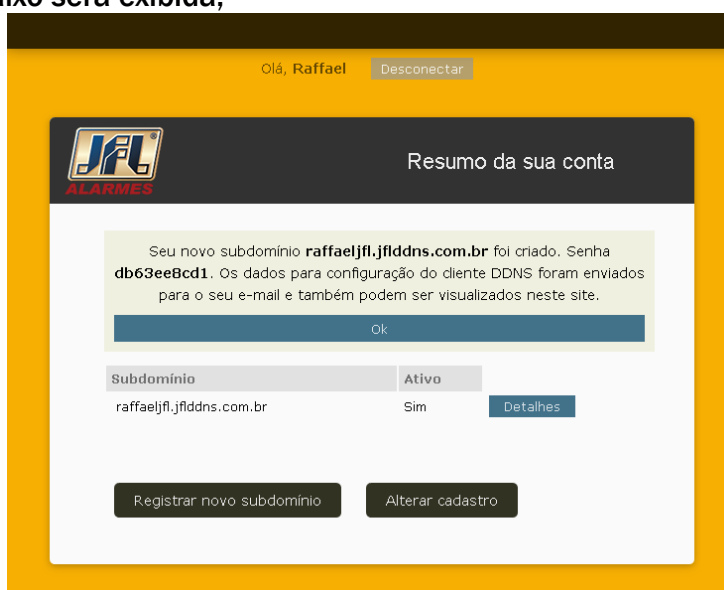 ixo será exibida;
Olá, Raffael Desconectar
JFL
ALARMES
Resumo da sua conta
Seu novo subdomínio raffaeljfl.jflddns.com.br foi criado. Senha
db63ee8cd1. Os dados para configuração do cliente DDNS foram enviados
para o seu e-mail e também podem ser visualizados neste site.
Ok
Subdomínio Ativo
raffaeljfl.jflddns.com.br Sim Detalhes
Registrar novo subdomínio Alterar cadastro